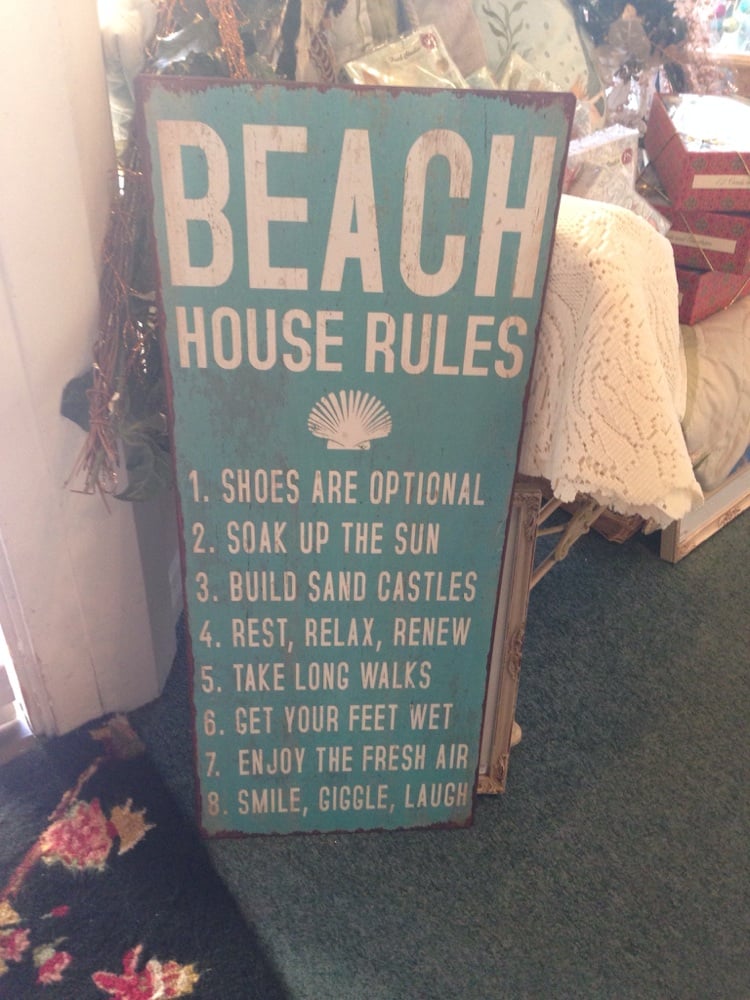 BEACH
HOUSE RULES
1. SHOES ARE OPTIONAL
2. SOAK UP THE SUN
3. BUILD SAND CASTLES
4. REST, RELAX, RENEW
5. TAKE LONG WALKS
6. GET YOUR FEET WET
7. ENJOY THE FRESH AIR
8. SMILE, GIGGLE, LAUGH